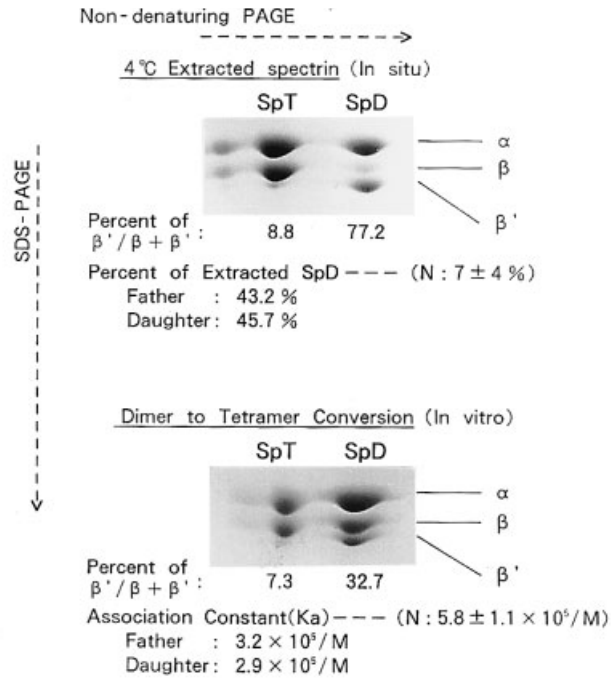 Non-denaturing PAGE
4℃ Extracted spectrin (In situ)
SpT SpD
α
β
β'
SDS-PAGE
Percent of
β'/β+β': 8.8 77.2
Percent of Extracted SpD --- (N: 7 ± 4 %)
Father : 43.2 %
Daughter: 45.7 %
Dimer to Tetramer Conversion (In vitro)
SpT SpD
α
β
β'
Percent of
β'/β+β': 7.3 32.7
Association Constant(Ka) --- (N: 5.8 ± 1.1 × 10⁵/M)
Father : 3.2 × 10⁵/M
Daughter: 2.9 × 10⁵/M